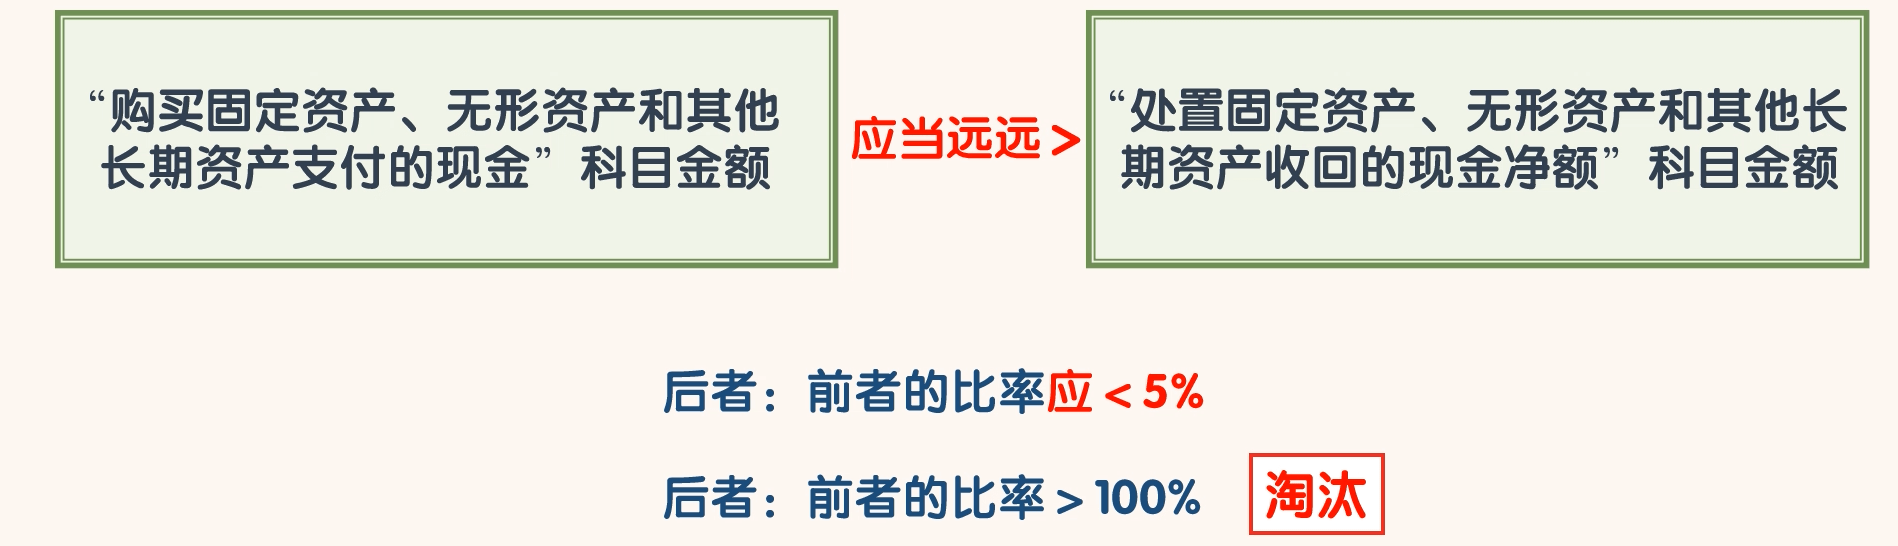 “购买固定资产、无形资产和其他
长期资产支付的现金”科目金额
应当远远＞
“处置固定资产、无形资产和其他长
期资产收回的现金净额”科目金额
后者：前者的比率应＜5%
后者：前者的比率＞100%
淘汰